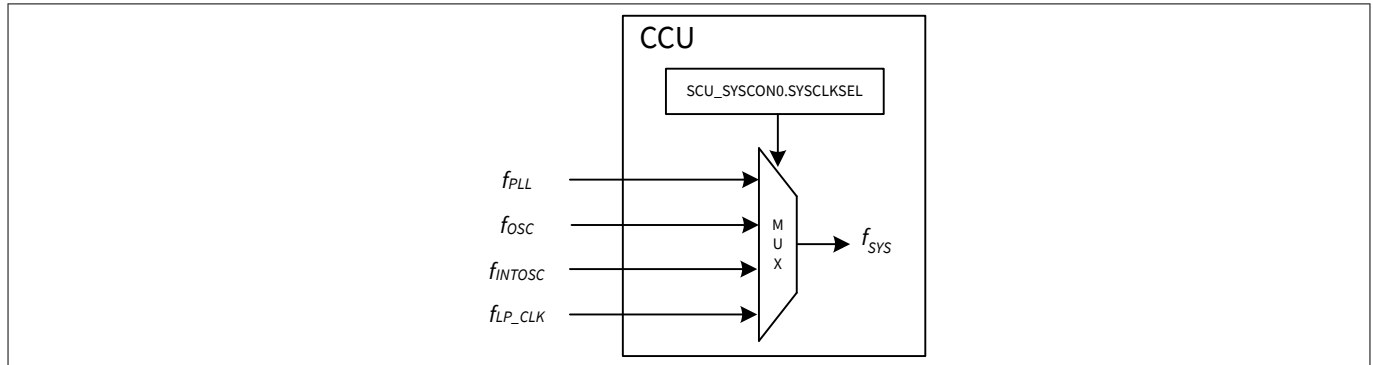 CCU
SCU_SYSCON0.SYSCLKSEL
fPLL
fOSC
fINTOSC
fLP_CLK
M
U
X
fSYS